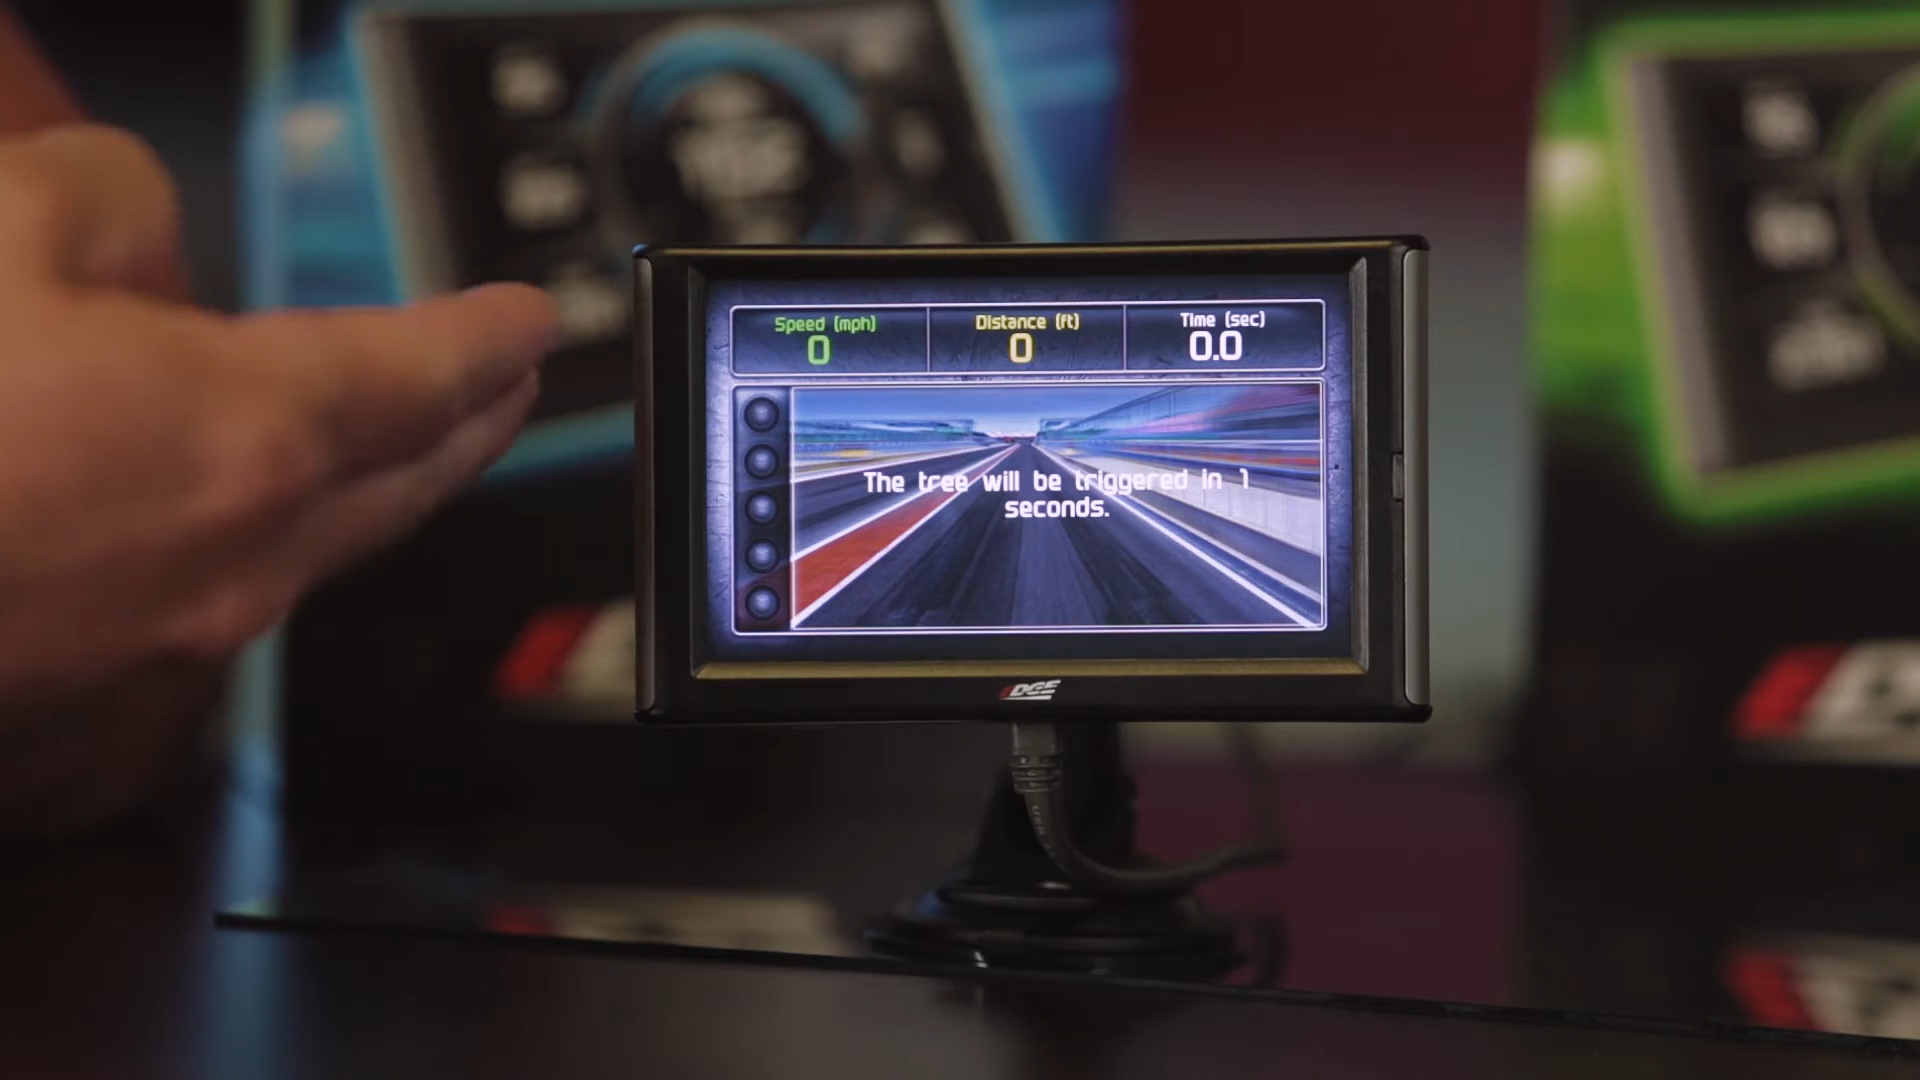 Speed (mph)
Distance (ft)
Time (sec)
0
0
0.0
The tree will be triggered in 1
seconds.
EDGE